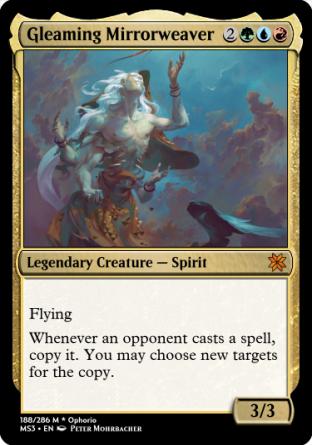 Gleaming Mirrorweaver 2
Legendary Creature — Spirit
Flying
Whenever an opponent casts a spell,
copy it. You may choose new targets
for the copy.
3/3
188/286 M * Ophorio
MS3 • EN Peter Mohrbacher